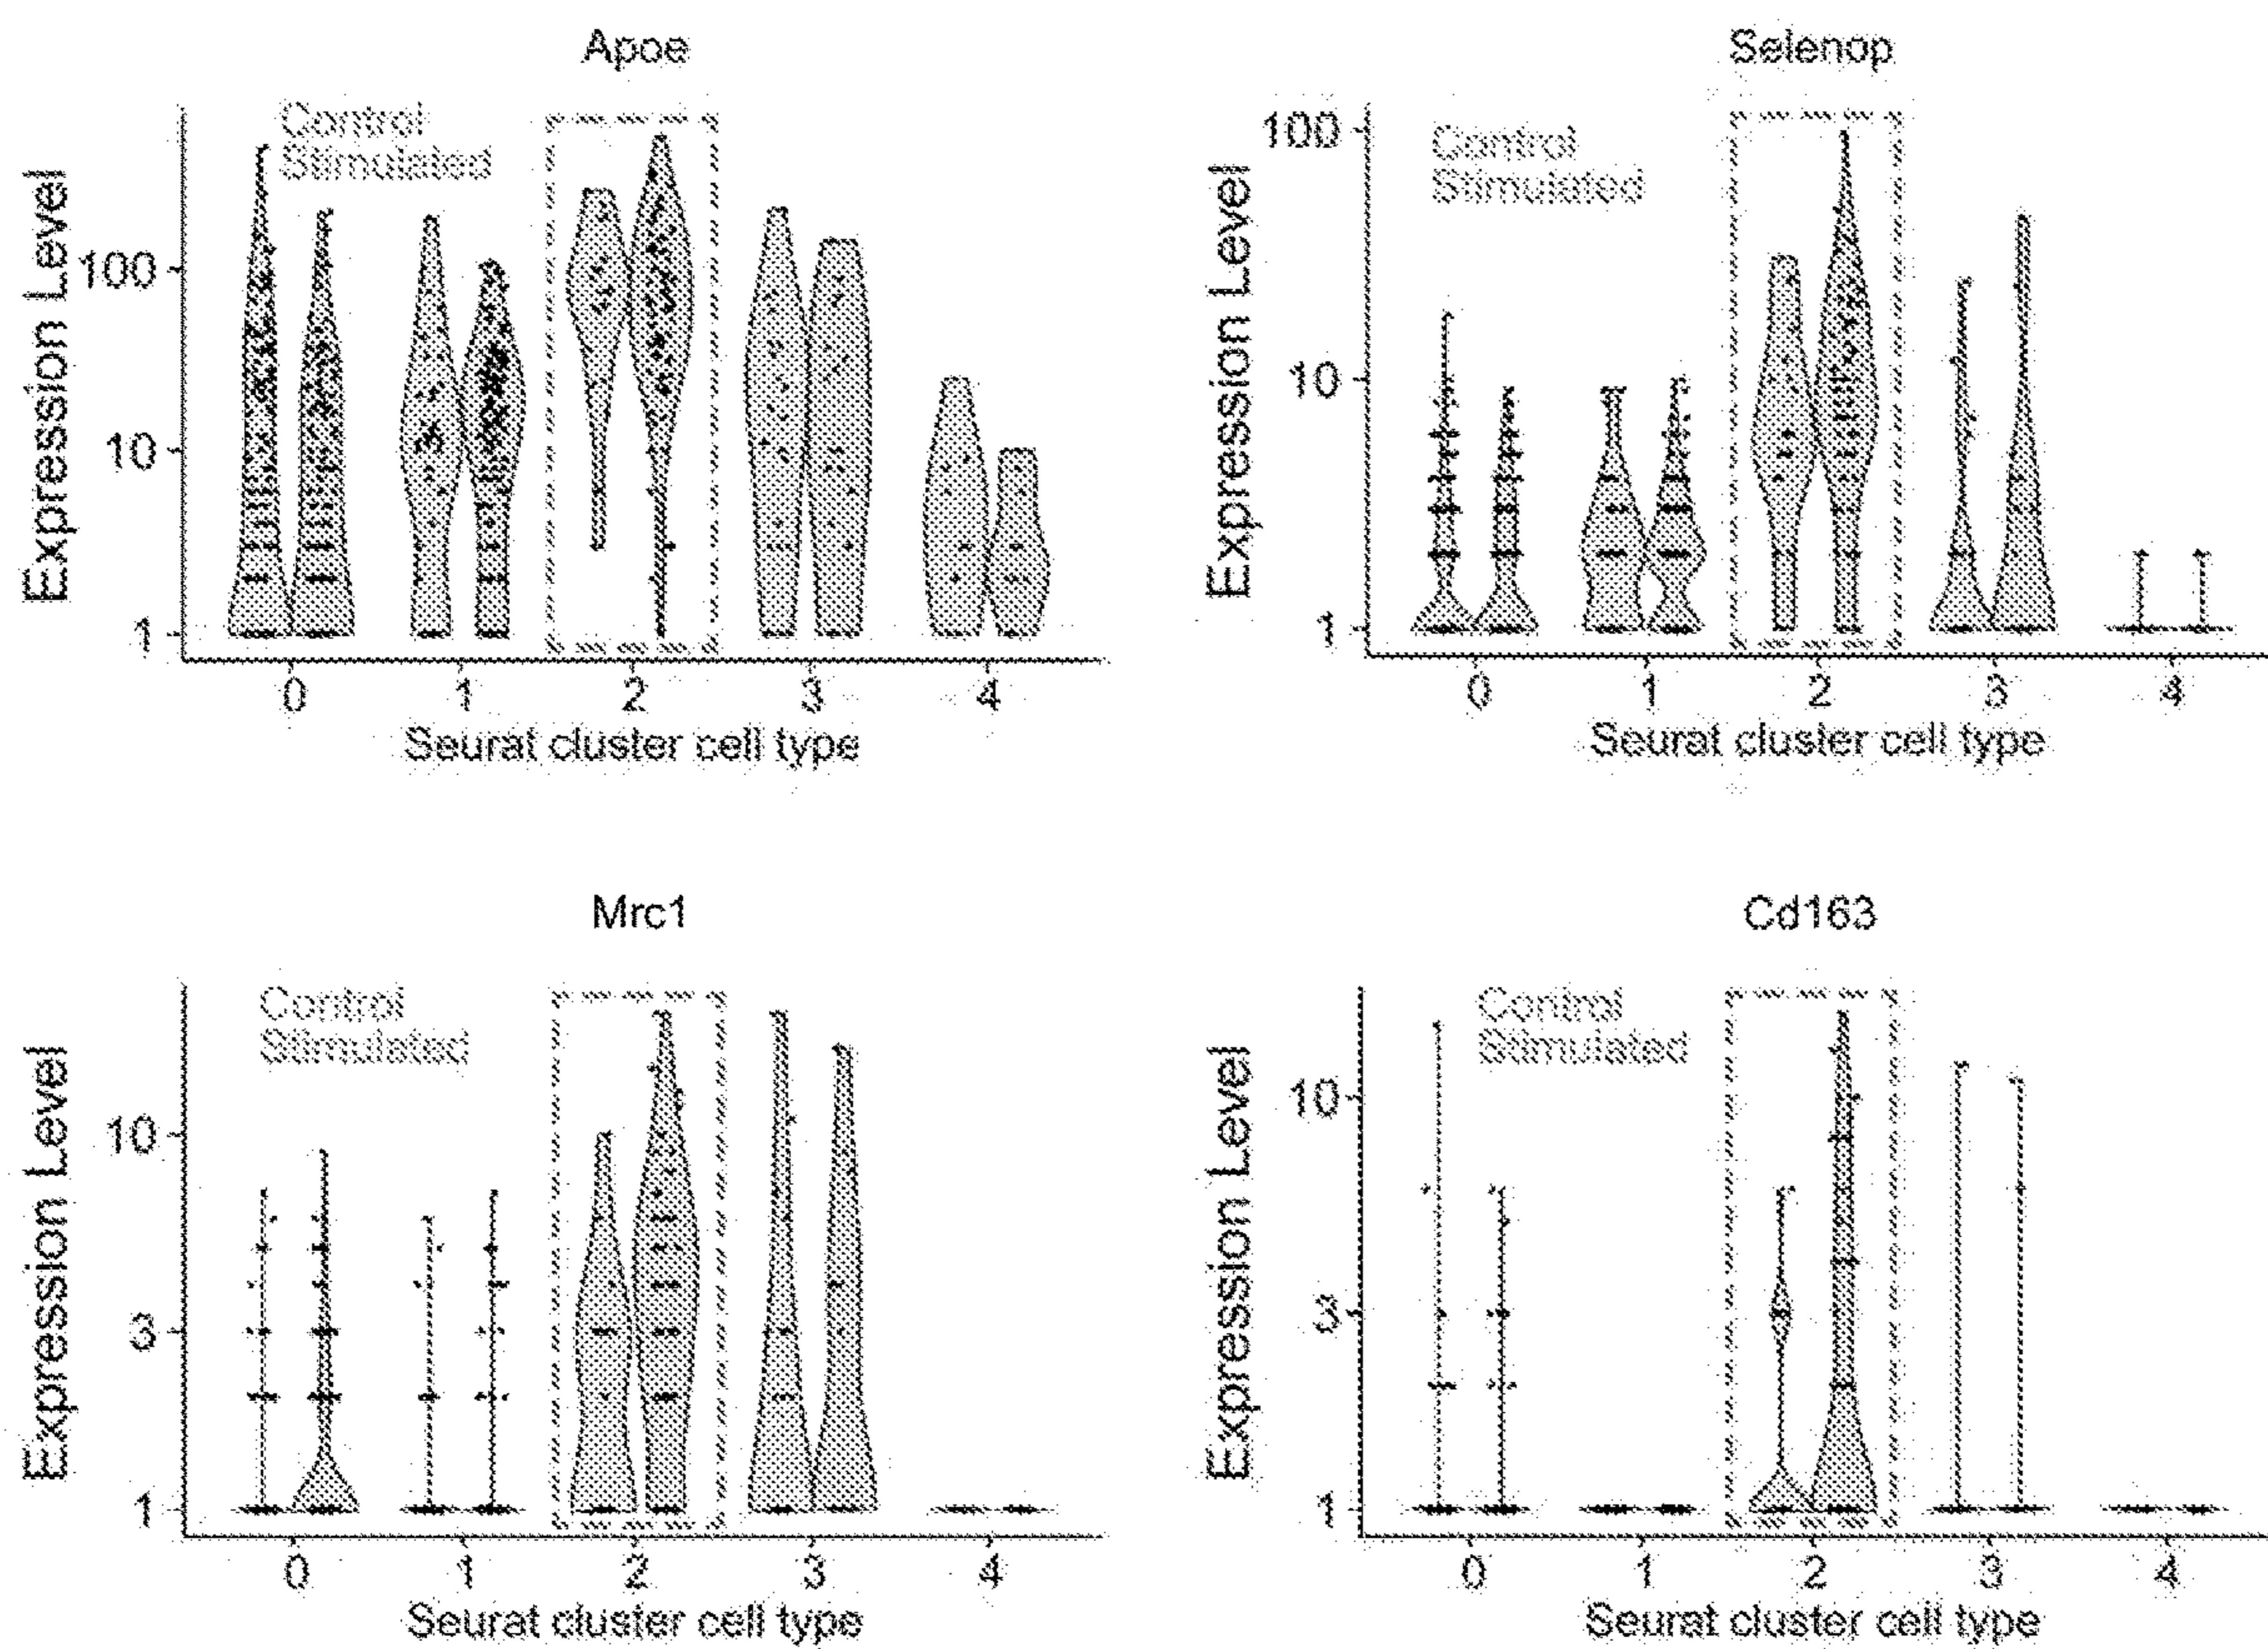 Apoe
Control
Stimulated
Expression Level
100
10
1
0 1 2 3 4
Seurat cluster cell type
Selenop
Control
Stimulated
Expression Level
100
10
1
0 1 2 3 4
Seurat cluster cell type
Mrc1
Control
Stimulated
Expression Level
10
3
1
0 1 2 3 4
Seurat cluster cell type
Cd163
Control
Stimulated
Expression Level
10
3
1
0 1 2 3 4
Seurat cluster cell type